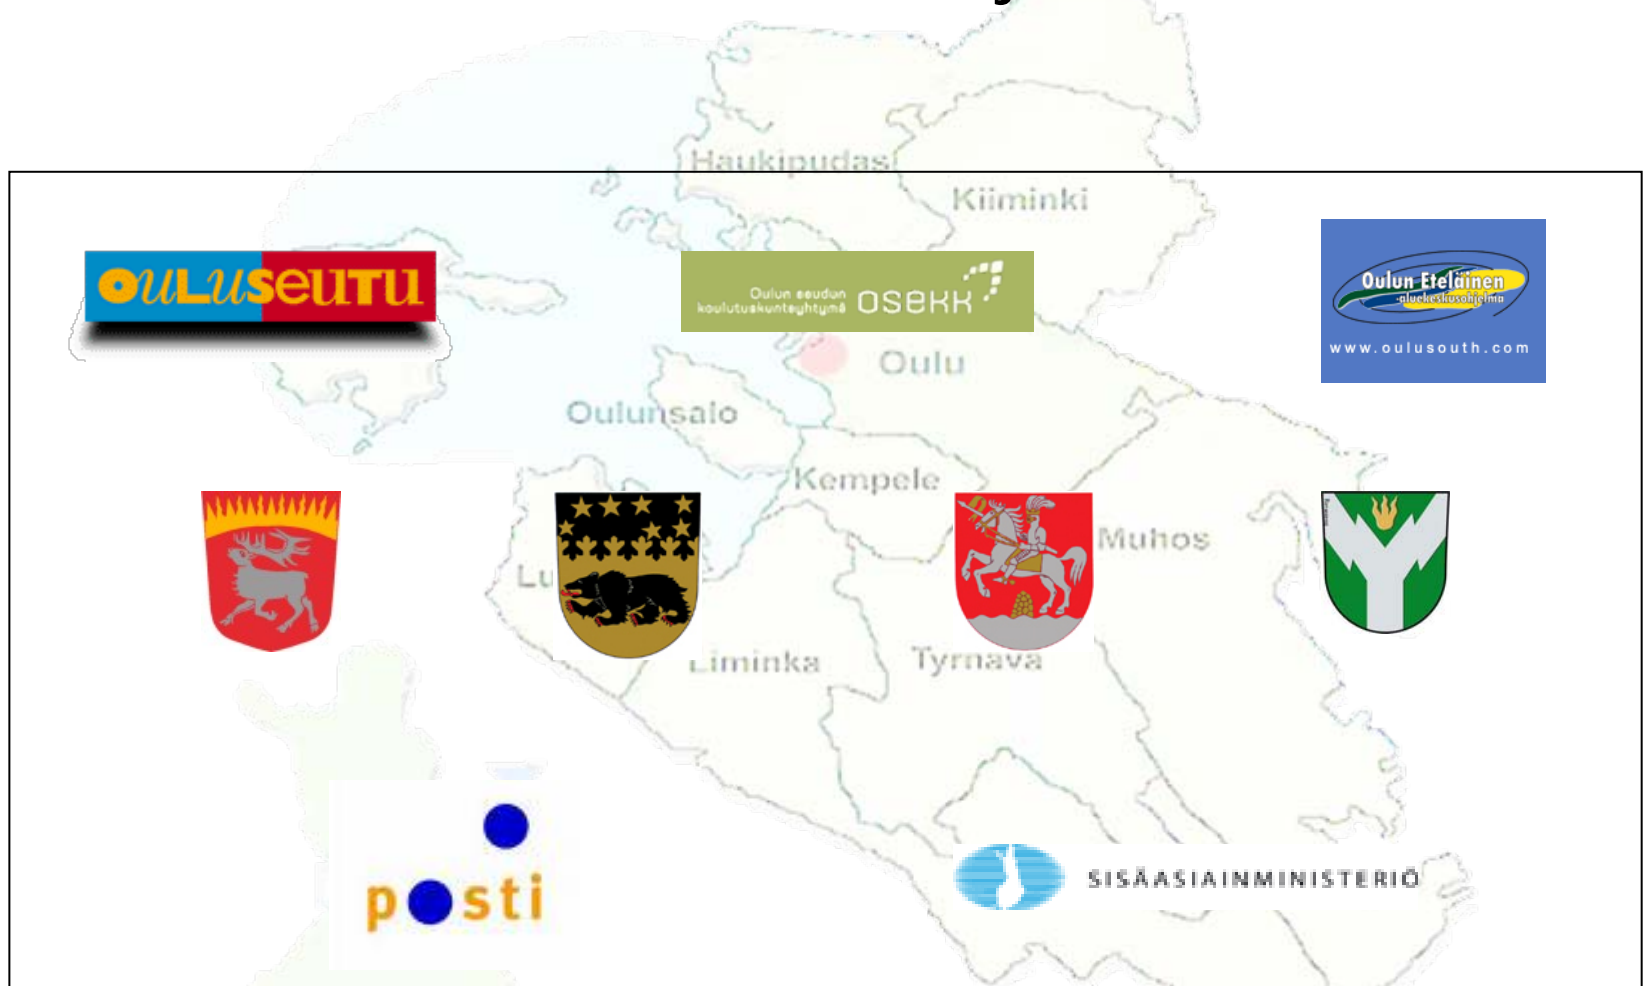 Haukipudas
Kiiminki
OULUSEUTU
Oulun seudun
koulutuskuntayhtymä OSEKK
Oulun Eteläinen
-aluekeskusohjelma
www.oulusouth.com
Oulu
Oulunsalo
Kempele
Muhos
Lu
Liminka
Tyrnävä
posti
SISÄASIAINMINISTERIÖ